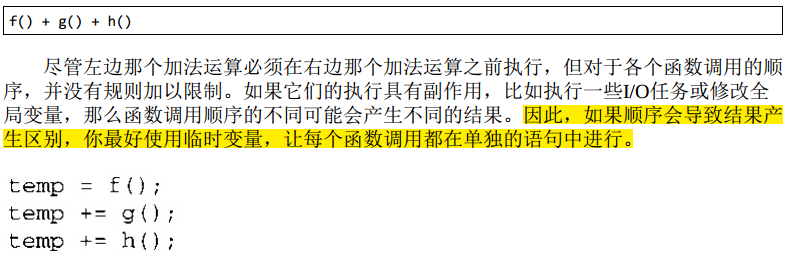 f() + g() + h()
尽管左边那个加法运算必须在右边那个加法运算之前执行，但对于各个函数调用的顺
序，并没有规则加以限制。如果它们的执行具有副作用，比如执行一些I/O任务或修改全
局变量，那么函数调用顺序的不同可能会产生不同的结果。因此，如果顺序会导致结果产
生区别，你最好使用临时变量，让每个函数调用都在单独的语句中进行。
temp = f();
temp += g();
temp += h();